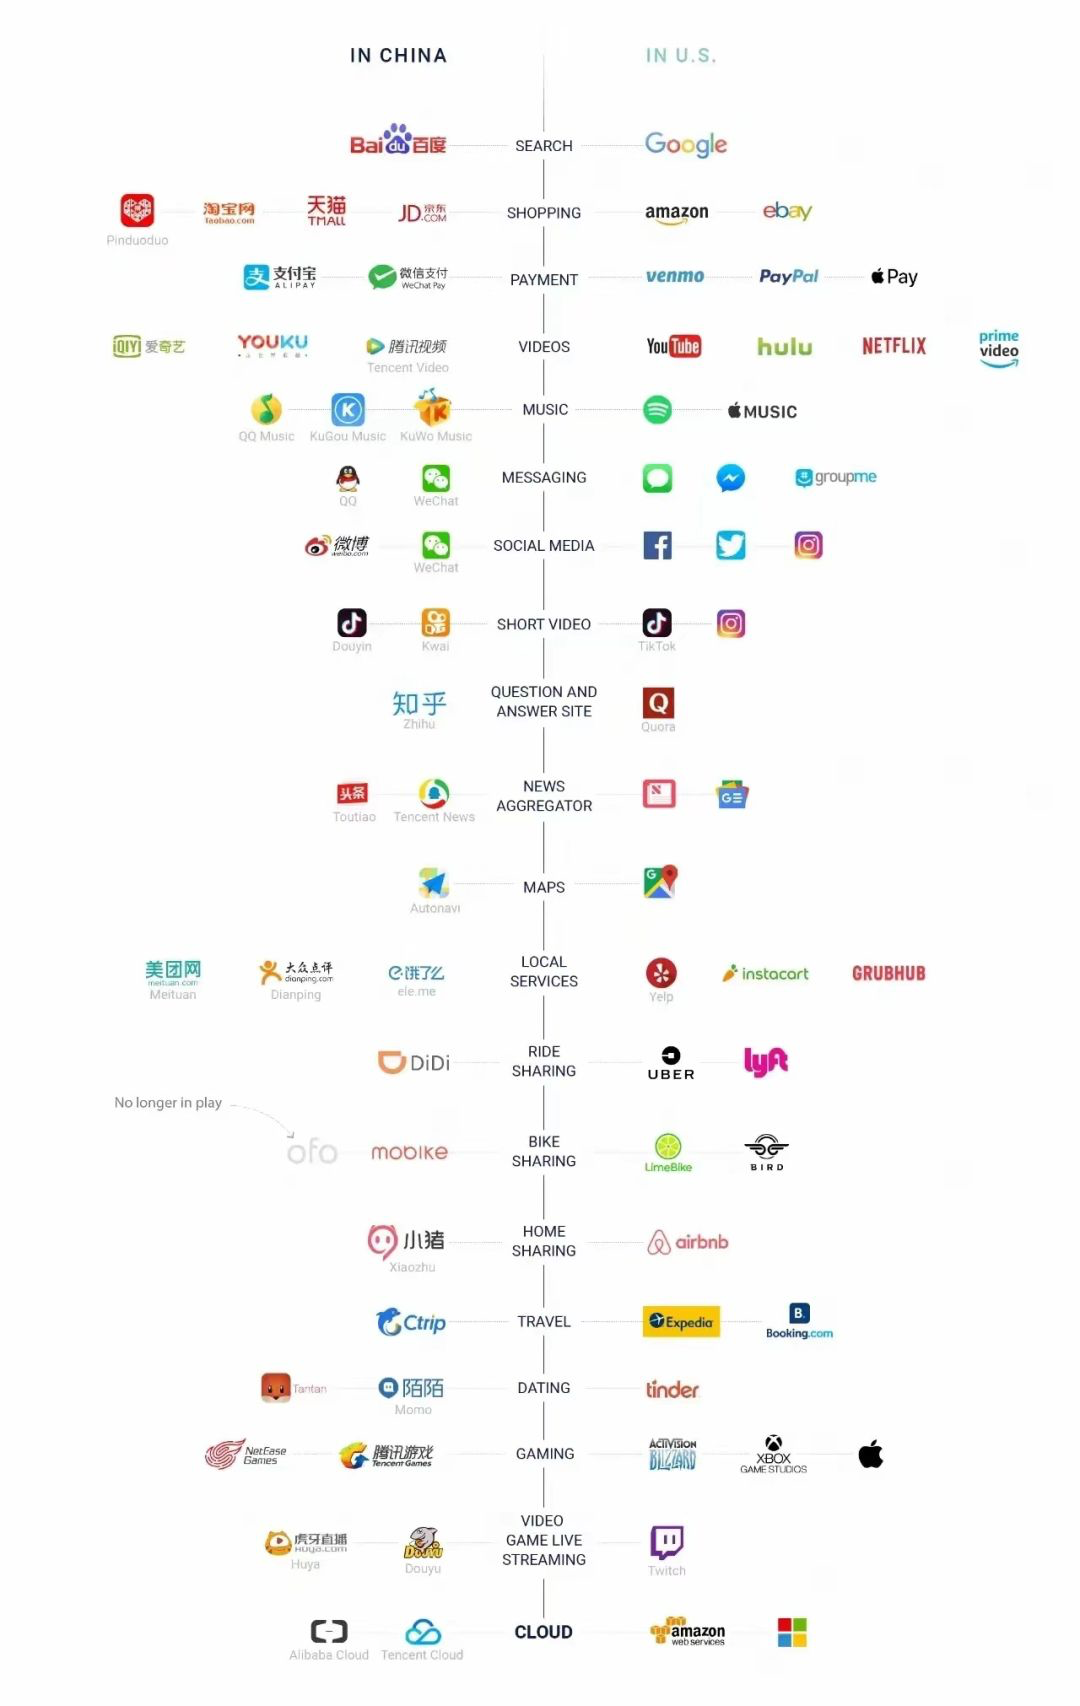 IN CHINA
IN U.S.
Bai du 百度
SEARCH
Google
Pinduoduo
淘宝网
Taobao.com
天猫
TMALL
JD 京东
.COM
SHOPPING
amazon
ebay
支付宝
ALIPAY
微信支付
WeChat Pay
PAYMENT
venmo
PayPal
Pay
iQIYI 爱奇艺
YOUKU
腾讯视频
Tencent Video
VIDEOS
YouTube
hulu
NETFLIX
prime
video
QQ Music
K
KuGou Music
K
KuWo Music
MUSIC
MUSIC
QQ
WeChat
MESSAGING
groupme
微博
weibo.com
WeChat
SOCIAL MEDIA
f
Douyin
Kwai
SHORT VIDEO
TikTok
知乎
Zhihu
QUESTION AND
ANSWER SITE
Q
Quora
头条
Toutiao
Tencent News
NEWS
AGGREGATOR
N
GE
Autonavi
MAPS
G
美团网
meituan.com
Meituan
大众点评
dianping.com
Dianping
饿了么
ele.me
LOCAL
SERVICES
Yelp
instacart
GRUBHUB
DiDi
RIDE
SHARING
UBER
lyft
No longer in play
ofo
mobike
BIKE
SHARING
LimeBike
BIRD
小猪
Xiaozhu
HOME
SHARING
airbnb
Ctrip
TRAVEL
Expedia
B.
Booking.com
Tantan
陌陌
Momo
DATING
tinder
NetEase
Games
腾讯游戏
Tencent Games
GAMING
ACTIVISION
BLIZZARD
XBOX
GAME STUDIOS
虎牙直播
Huya.com
Huya
DOUYU
Douyu
VIDEO
GAME LIVE
STREAMING
Twitch
Alibaba Cloud
Tencent Cloud
CLOUD
amazon
web services